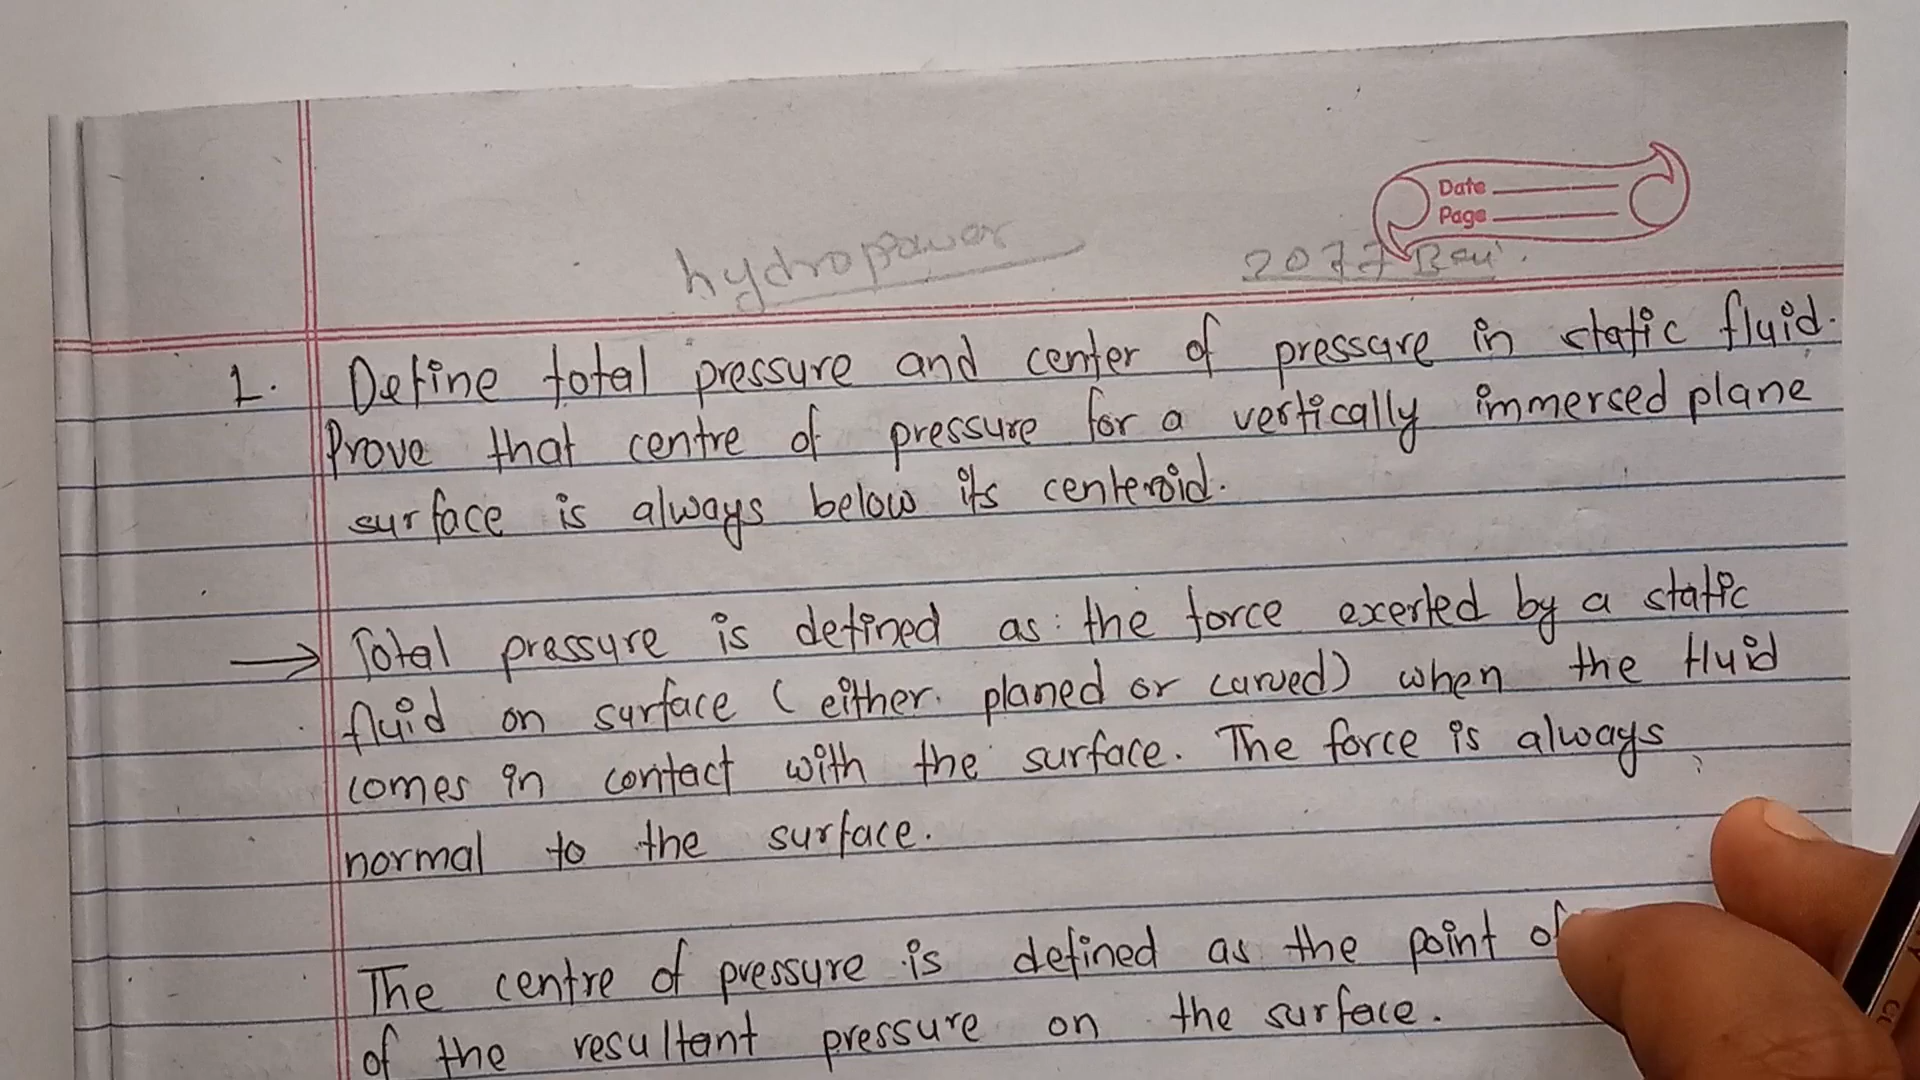 Date
Page
hydropower
2077
1. Define total pressure and center of pressure in static fluid.
Prove that centre of pressure for a vertically immersed plane
surface is always below its centeroid.
→ Total pressure is defined as the force exerted by a static
fluid on surface (either planed or curved) when the fluid
comes in contact with the surface. The force is always
normal to the surface.
The centre of pressure is defined as the point of
of the resultant pressure on the surface.